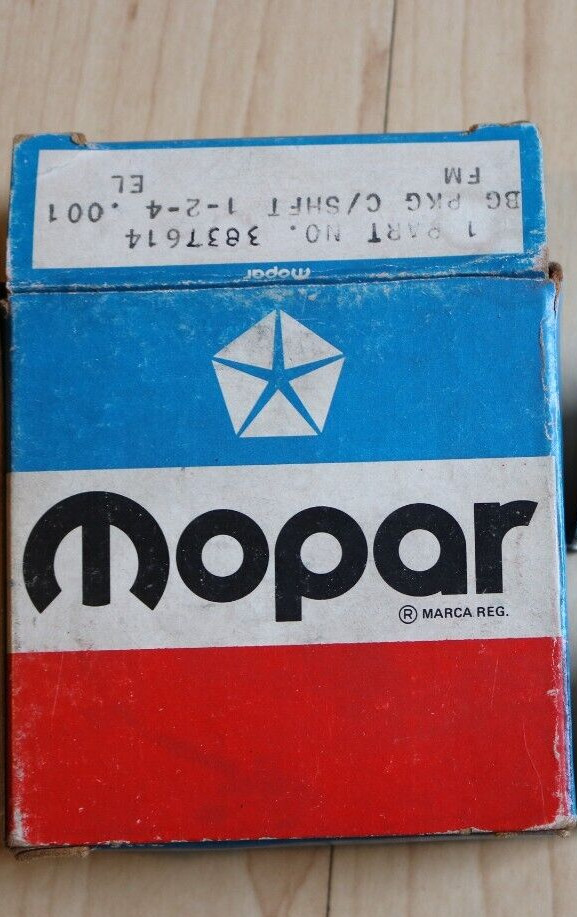 1 PART NO. 3837614
BG PKG C/SHFT 1-2-4 .001
FM EL
mopar
mopar
® MARCA REG.